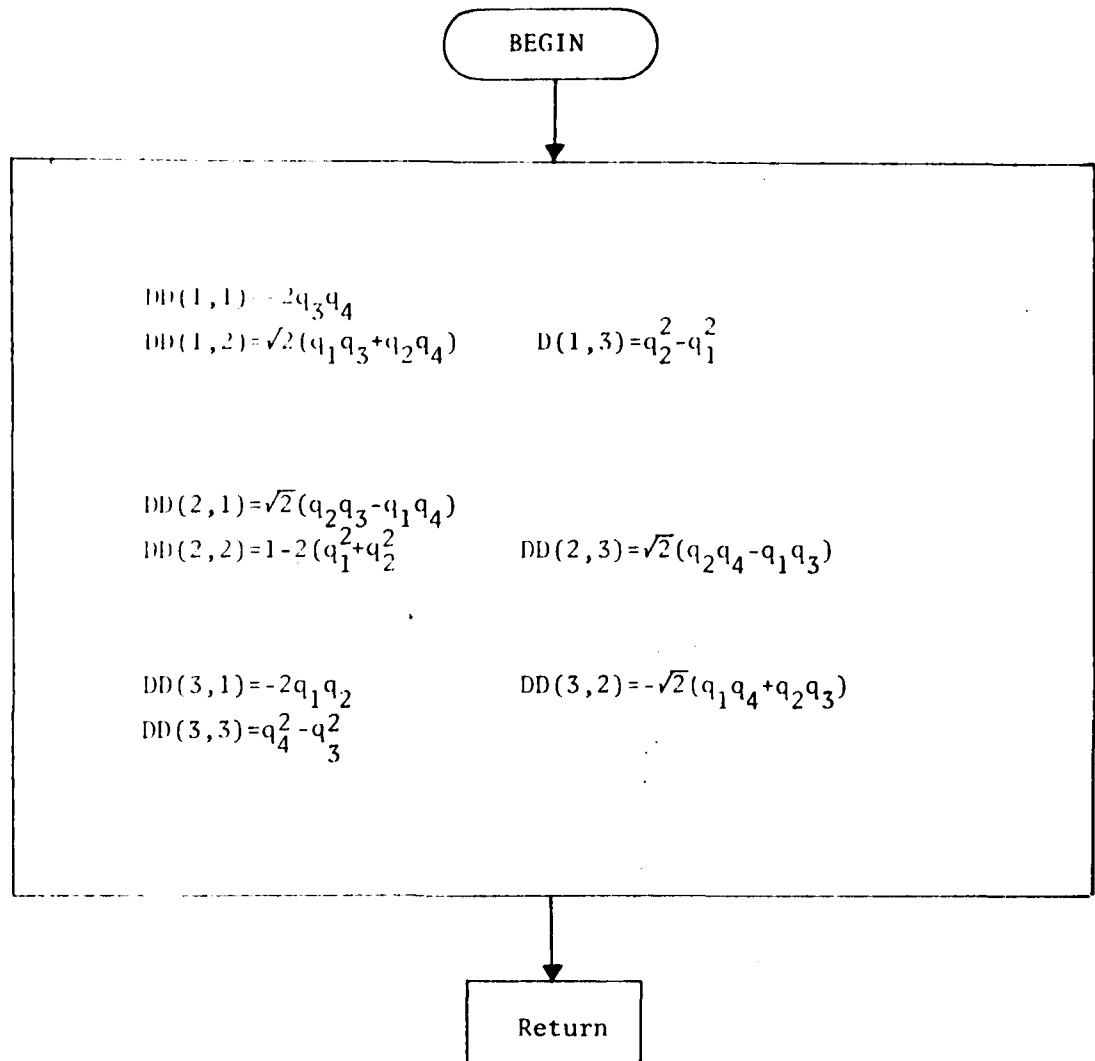 BEGIN
DD(1,1) - 2q₃q₄
DD(1,2)=√2(q₁q₃+q₂q₄) D(1,3)=q₂²-q₁²
DD(2,1)=√2(q₂q₃-q₁q₄)
DD(2,2)=1-2(q₁²+q₂² DD(2,3)=√2(q₂q₄-q₁q₃)
DD(3,1)=-2q₁q₂ DD(3,2)=-√2(q₁q₄+q₂q₃)
DD(3,3)=q₄²-q₃²
Return